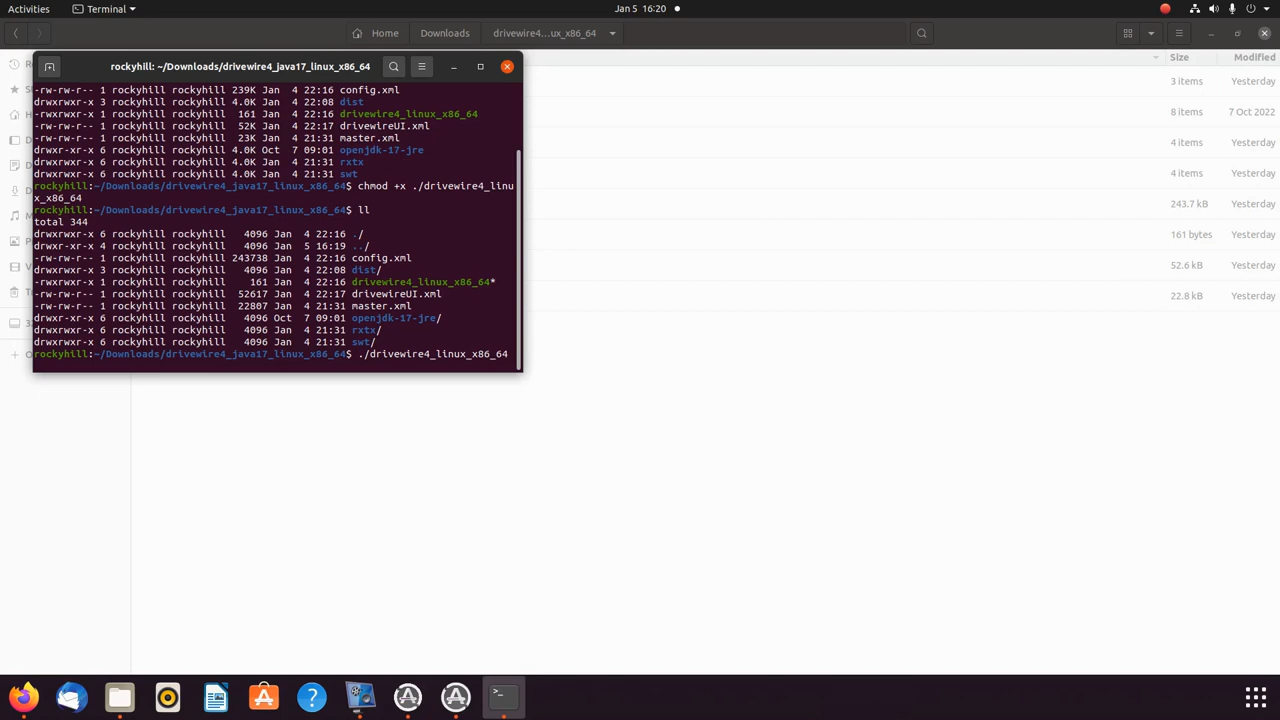 Activities
Terminal
Jan 5 16:20
Home
Downloads
drivewire4…ux_x86_64
Size
Modified
rockyhill: ~/Downloads/drivewire4_java17_linux_x86_64
3 items
Yesterday
8 items
7 Oct 2022
4 items
Yesterday
4 items
Yesterday
243.7 kB
Yesterday
161 bytes
Yesterday
52.6 kB
Yesterday
22.8 kB
Yesterday
-rw-rw-r-- 1 rockyhill rockyhill 239K Jan  4 22:16 config.xml
drwxrwxr-x 3 rockyhill rockyhill 4.0K Jan  4 22:08 dist
-rwxrwxr-x 1 rockyhill rockyhill  161 Jan  4 22:16 drivewire4_linux_x86_64
-rw-rw-r-- 1 rockyhill rockyhill  52K Jan  4 22:17 drivewireUI.xml
-rw-rw-r-- 1 rockyhill rockyhill  23K Jan  4 21:31 master.xml
drwxrwxr-x 6 rockyhill rockyhill 4.0K Oct  7 09:01 openjdk-17-jre
drwxrwxr-x 6 rockyhill rockyhill 4.0K Jan  4 21:31 rxtx
drwxrwxr-x 6 rockyhill rockyhill 4.0K Jan  4 21:31 swt
rockyhill:~/Downloads/drivewire4_java17_linux_x86_64$ chmod +x ./drivewire4_linu
x_x86_64
rockyhill:~/Downloads/drivewire4_java17_linux_x86_64$ ll
total 344
drwxrwxr-x 6 rockyhill rockyhill   4096 Jan  4 22:16 ./
drwxr-xr-x 4 rockyhill rockyhill   4096 Jan  5 16:19 ../
-rw-rw-r-- 1 rockyhill rockyhill 243738 Jan  4 22:16 config.xml
drwxrwxr-x 3 rockyhill rockyhill   4096 Jan  4 22:08 dist/
-rwxrwxr-x 1 rockyhill rockyhill    161 Jan  4 22:16 drivewire4_linux_x86_64*
-rw-rw-r-- 1 rockyhill rockyhill  52617 Jan  4 22:17 drivewireUI.xml
-rw-rw-r-- 1 rockyhill rockyhill  22807 Jan  4 21:31 master.xml
drwxrwxr-x 6 rockyhill rockyhill   4096 Oct  7 09:01 openjdk-17-jre/
drwxrwxr-x 6 rockyhill rockyhill   4096 Jan  4 21:31 rxtx/
drwxrwxr-x 6 rockyhill rockyhill   4096 Jan  4 21:31 swt/
rockyhill:~/Downloads/drivewire4_java17_linux_x86_64$ ./drivewire4_linux_x86_64